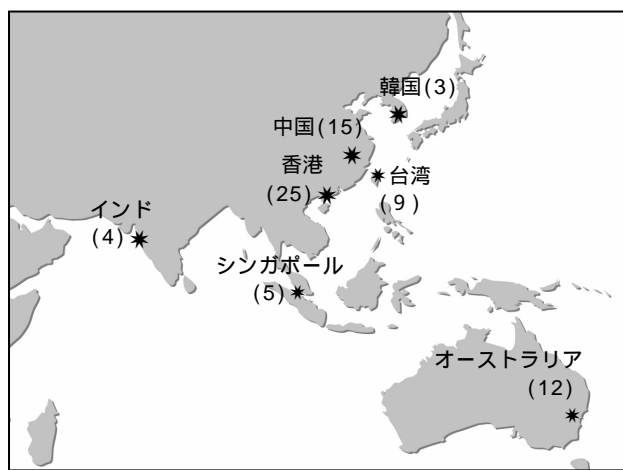 韓国(3)
中国(15)
香港
(25)
台湾
(9)
インド
(4)
シンガポール
(5)
オーストラリア
(12)